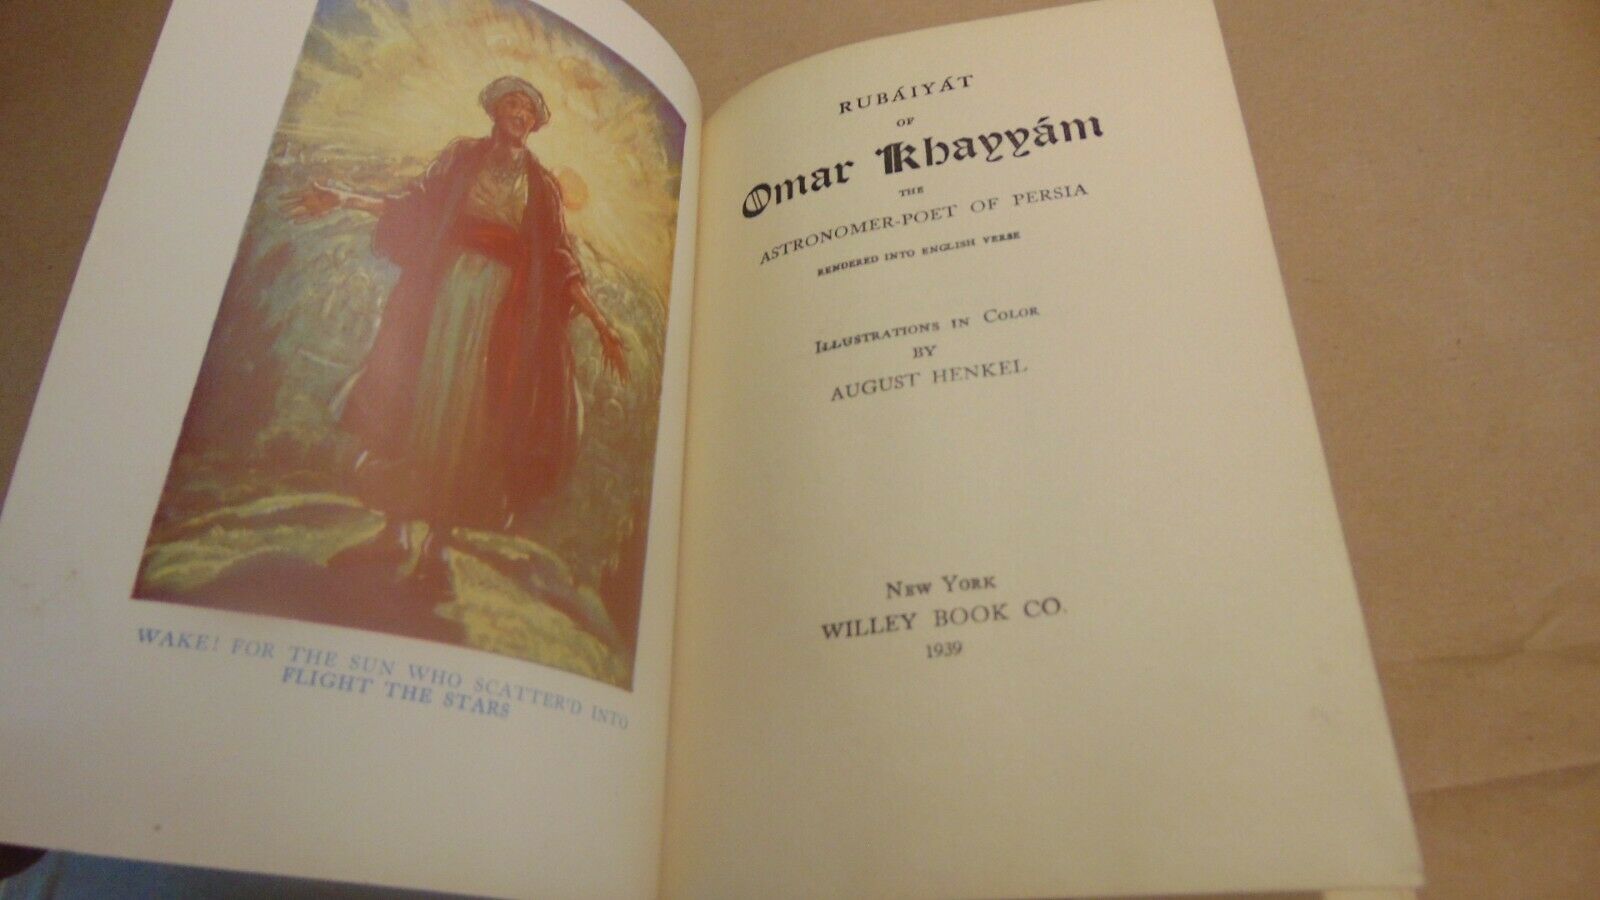 WAKE! FOR THE SUN WHO SCATTER'D INTO
FLIGHT THE STARS
RUBÁIYÁT
OF
Omar Khayyám
THE
ASTRONOMER-POET OF PERSIA
RENDERED INTO ENGLISH VERSE
ILLUSTRATIONS IN COLOR
BY
AUGUST HENKEL
NEW YORK
WILLEY BOOK CO.
1939